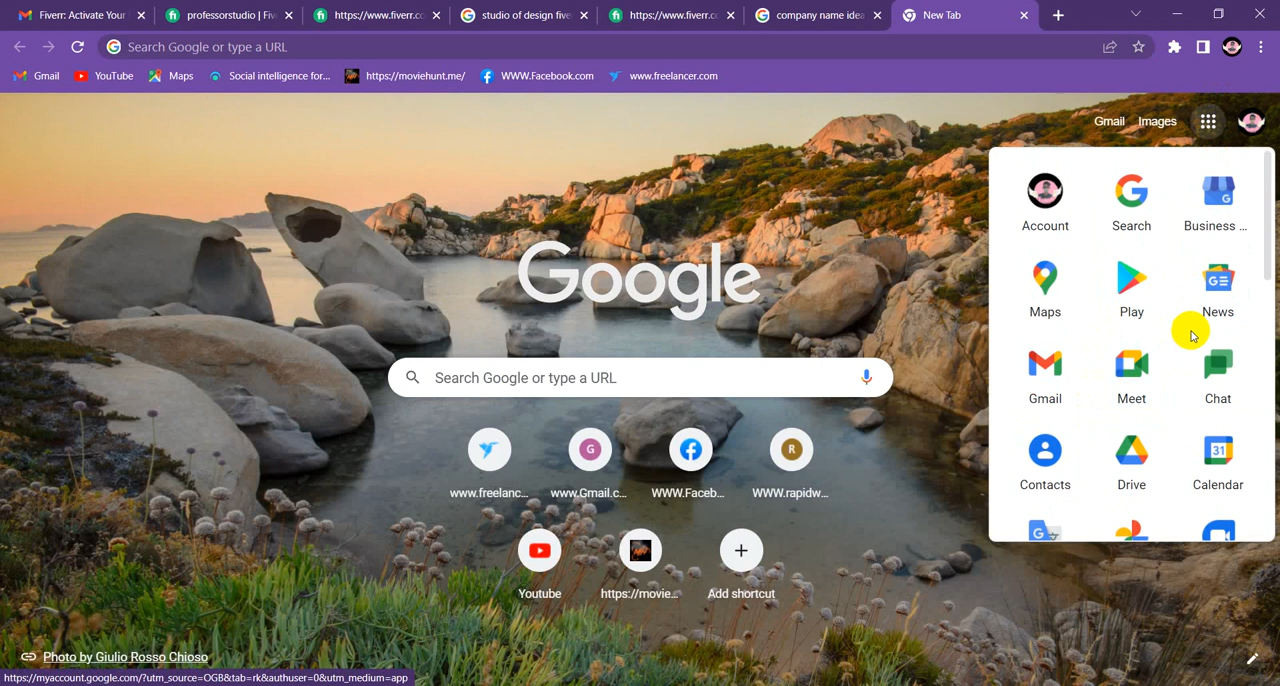 Fiverr: Activate Your
professorstudio | Five
https://www.fiverr.co
studio of design five
https://www.fiverr.co
company name idea
New Tab
Search Google or type a URL
Gmail
YouTube
Maps
Social intelligence for...
https://moviehunt.me/
WWW.Facebook.com
www.freelancer.com
Gmail Images
Account Search Business ...
Google
Maps Play News
Search Google or type a URL
Gmail Meet Chat
31
G
R
Contacts Drive Calendar
www.freelanc... www.Gmail.c... WWW.Faceb... WWW.rapidw...
Youtube https://movie... Add shortcut
Photo by Giulio Rosso Chioso
https://myaccount.google.com/?utm_source=OGB&tab=rk&authuser=0&utm_medium=app